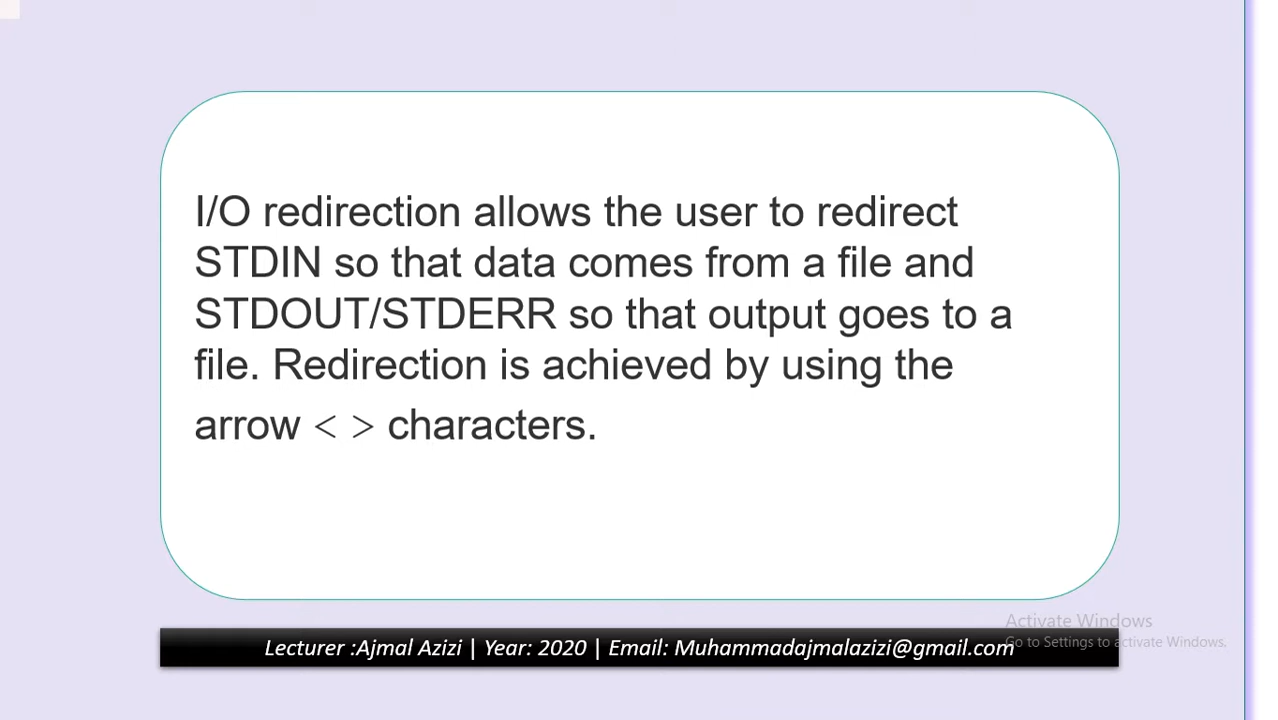 I/O redirection allows the user to redirect
STDIN so that data comes from a file and
STDOUT/STDERR so that output goes to a
file. Redirection is achieved by using the
arrow < > characters.
Activate Windows
Go to Settings to activate Windows.
Lecturer :Ajmal Azizi | Year: 2020 | Email: Muhammadajmalazizi@gmail.com